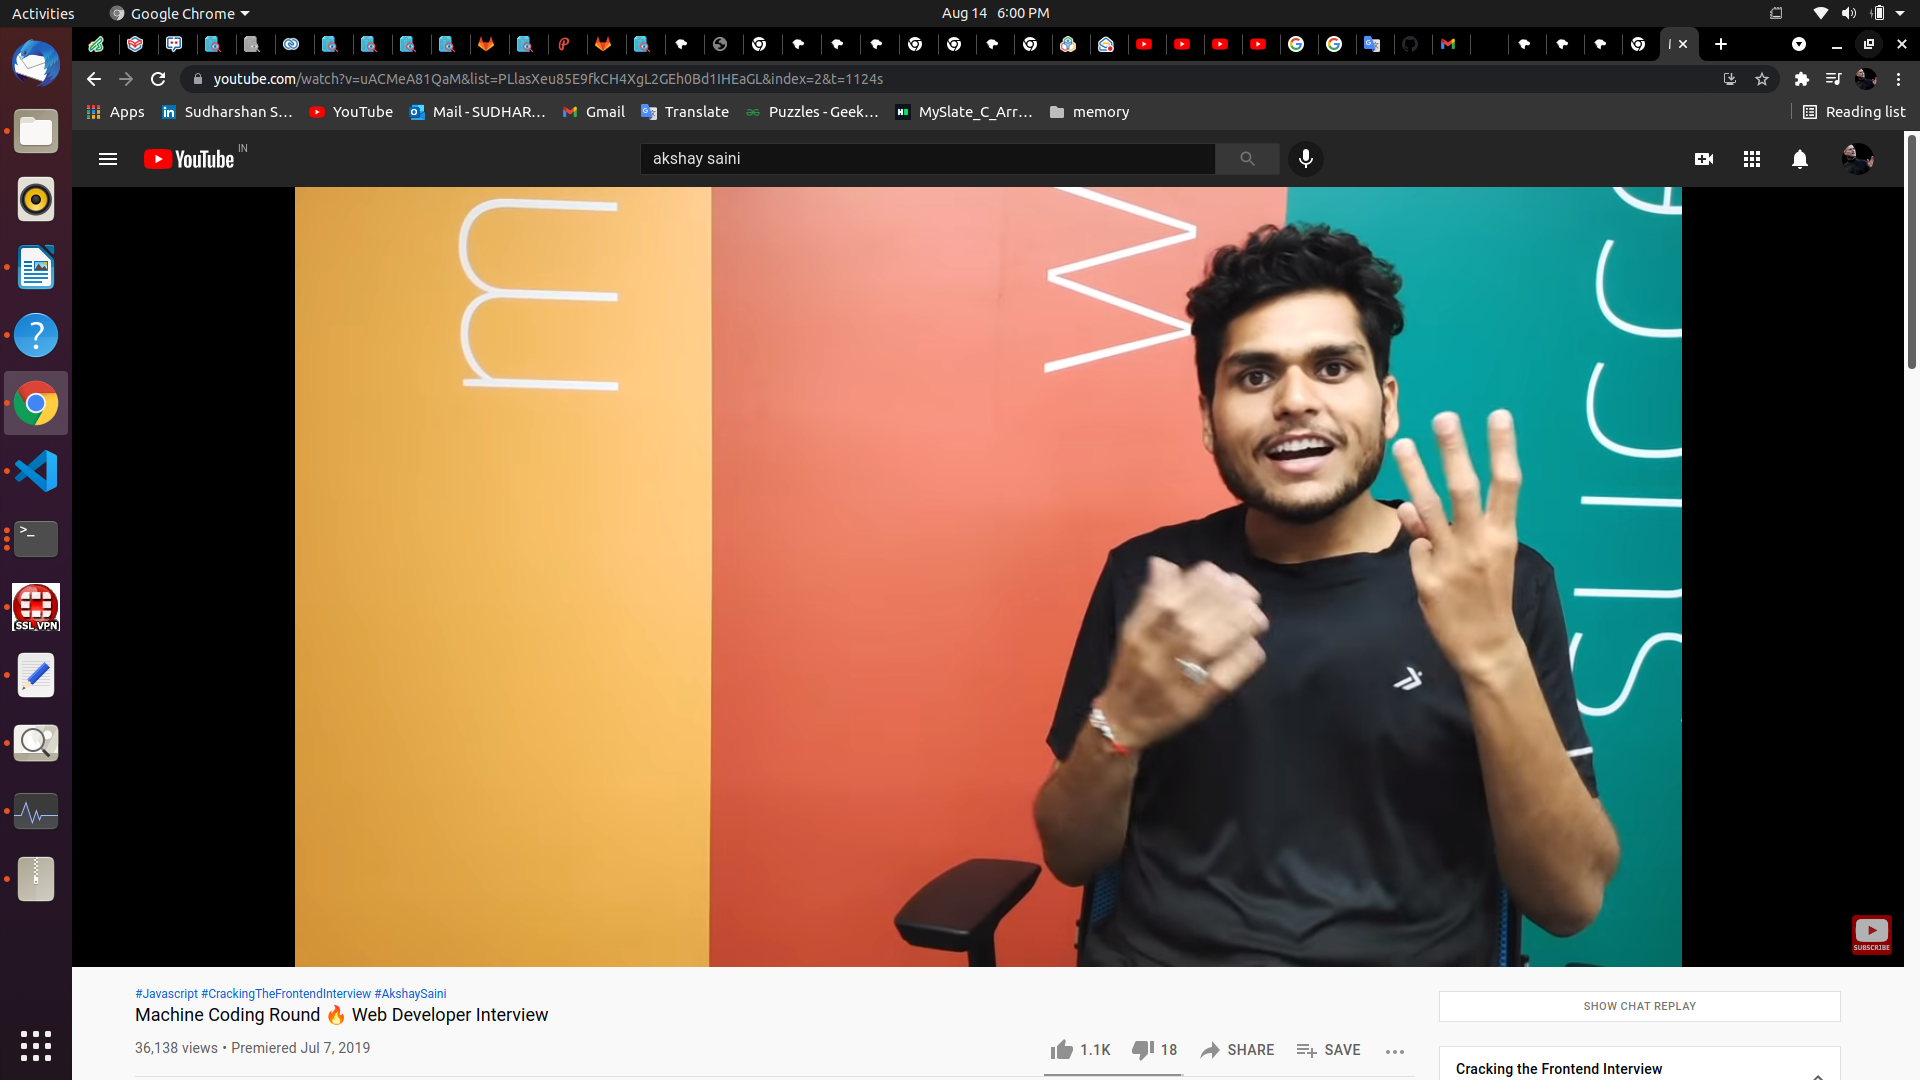 Activities
Google Chrome
Aug 14 6:00 PM
youtube.com/watch?v=uACMeA81QaM&list=PLlasXeu85E9fkCH4XgL2GEh0Bd1IHEaGL&index=2&t=1124s
Apps
Sudharshan S...
YouTube
Mail - SUDHAR...
Gmail
Translate
Puzzles - Geek...
MySlate_C_Arr...
memory
Reading list
YouTube IN
akshay saini
m
w
succe
SSL VPN
SUBSCRIBE
#Javascript #CrackingTheFrontendInterview #AkshaySaini
Machine Coding Round 🔥 Web Developer Interview
36,138 views • Premiered Jul 7, 2019
1.1K
18
SHARE
SAVE
SHOW CHAT REPLAY
Cracking the Frontend Interview